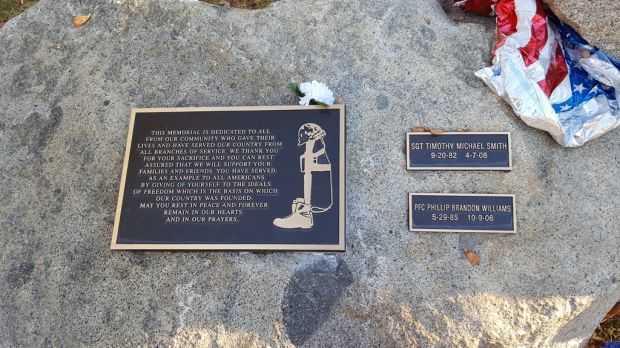 THIS MEMORIAL IS DEDICATED TO ALL
FROM OUR COMMUNITY WHO GAVE THEIR
LIVES AND HAVE SERVED OUR COUNTRY FROM
ALL BRANCHES OF SERVICE. WE THANK YOU
FOR YOUR SACRIFICE AND YOU CAN REST
ASSURED THAT WE WILL SUPPORT YOUR
FAMILIES AND FRIENDS. YOU HAVE SERVED
AS AN EXAMPLE TO ALL AMERICANS
BY GIVING OF YOURSELF TO THE IDEALS
OF FREEDOM WHICH IS THE BASIS ON WHICH
OUR COUNTRY WAS FOUNDED.
MAY YOU REST IN PEACE AND FOREVER
REMAIN IN OUR HEARTS
AND IN OUR PRAYERS.
SGT TIMOTHY MICHAEL SMITH
9-20-82 4-7-08
PFC PHILLIP BRANDON WILLIAMS
5-29-85 10-9-06